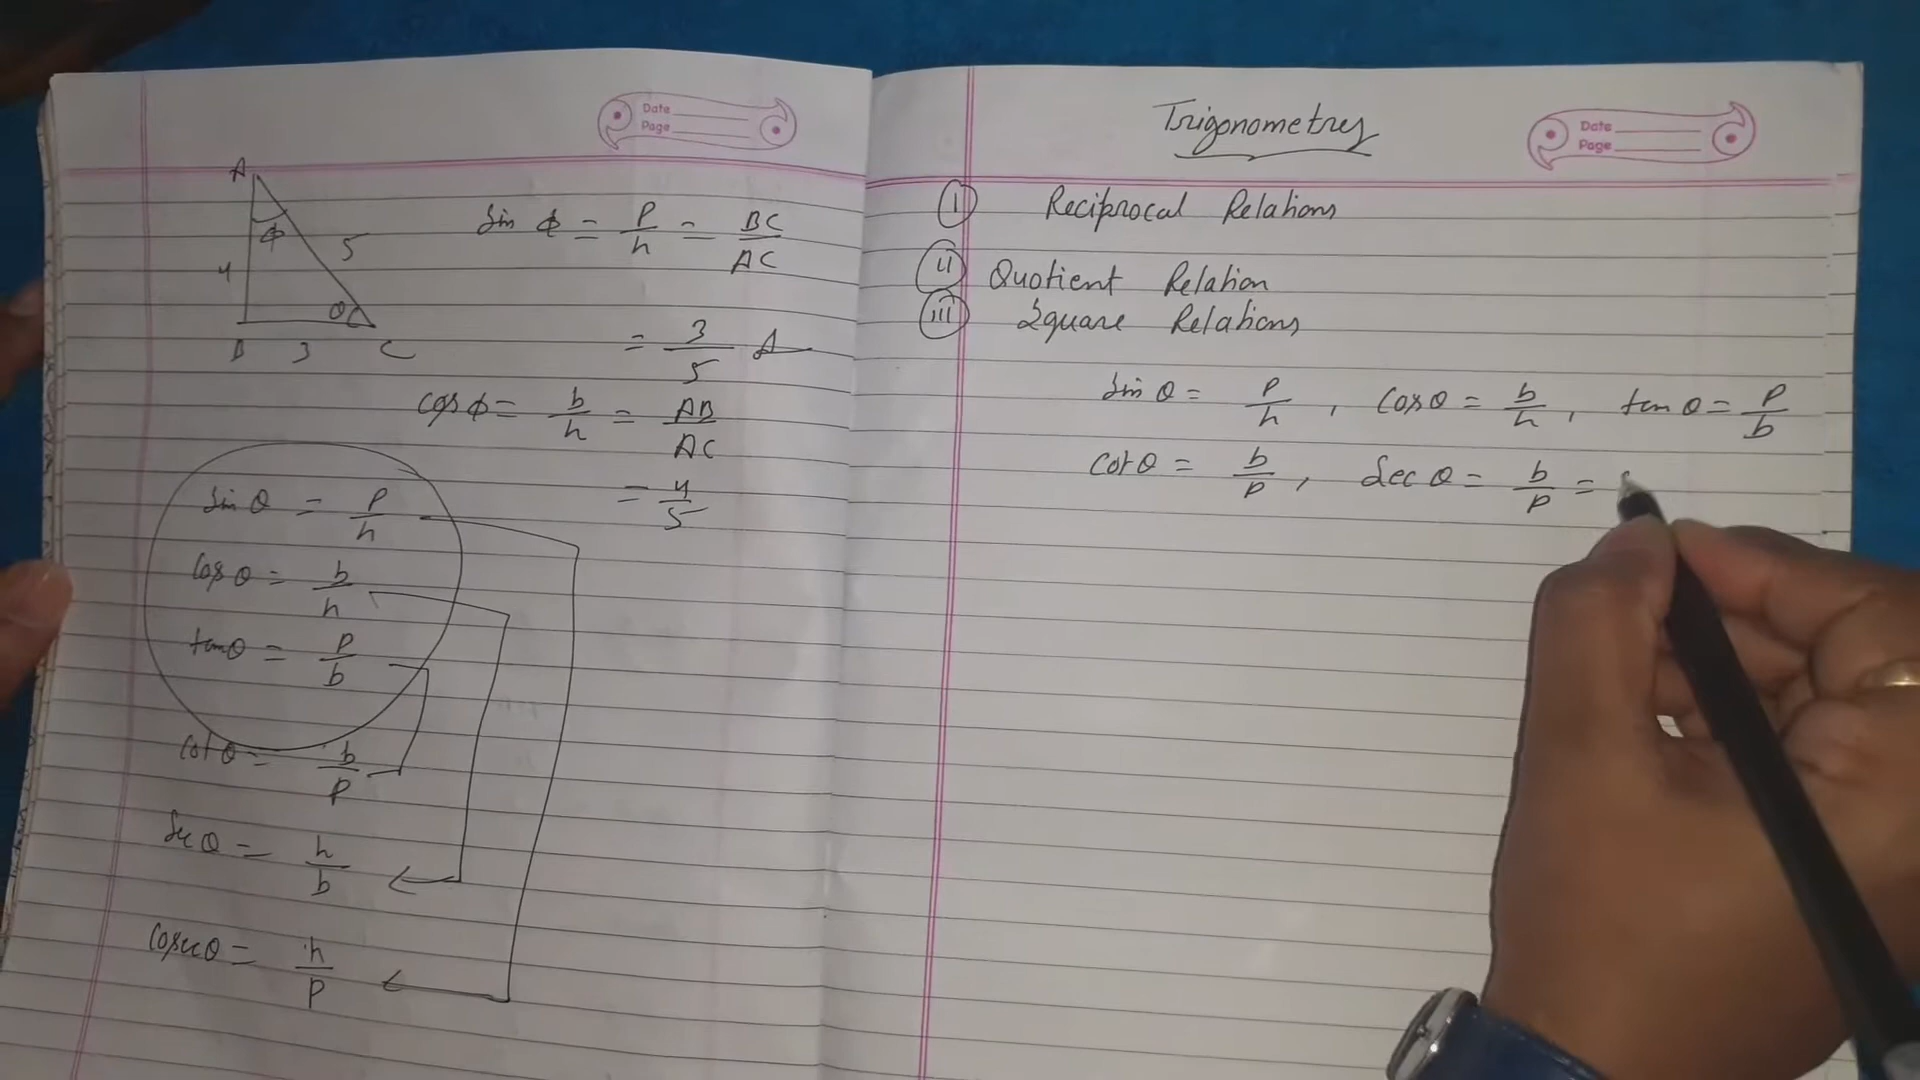 Date
Page
A
ϕ
4
5
θ
B 3 C
Sin ϕ = p/h = BC/AC
= 3/5 A
cos ϕ = b/h = AB/AC
= 4/5
Sin θ = p/h
Cos θ = b/h
tan θ = p/b
Cot θ = b/p
Sec θ = h/b
Cosec θ = h/p
Date
Page
Trigonometry
(i) Reciprocal Relations
(ii) Quotient Relation
(iii) Square Relations
Sin θ = p/h , Cos θ = b/h , tan θ = p/b
Cot θ = b/p , Sec θ = b/p =